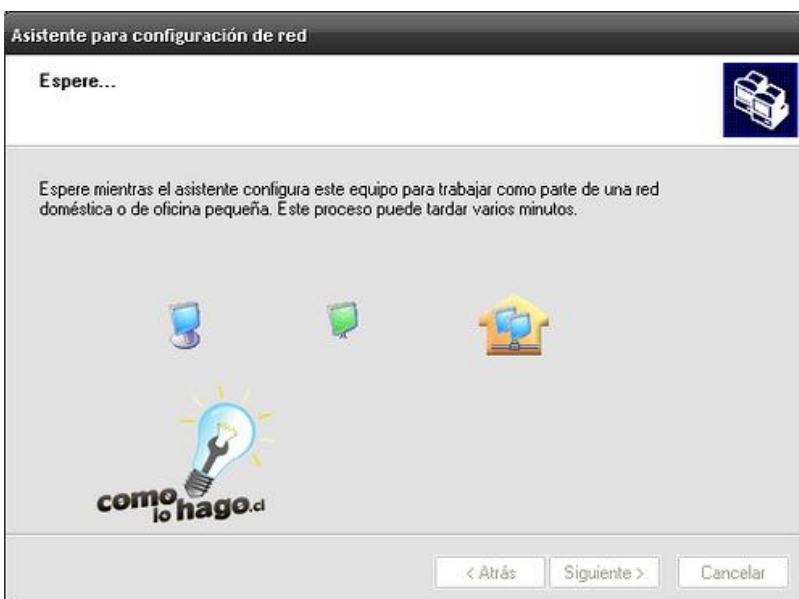 Asistente para configuración de red
Espere...
Espere mientras el asistente configura este equipo para trabajar como parte de una red
doméstica o de oficina pequeña. Este proceso puede tardar varios minutos.
como
lo hago.cl
< Atrás
Siguiente >
Cancelar